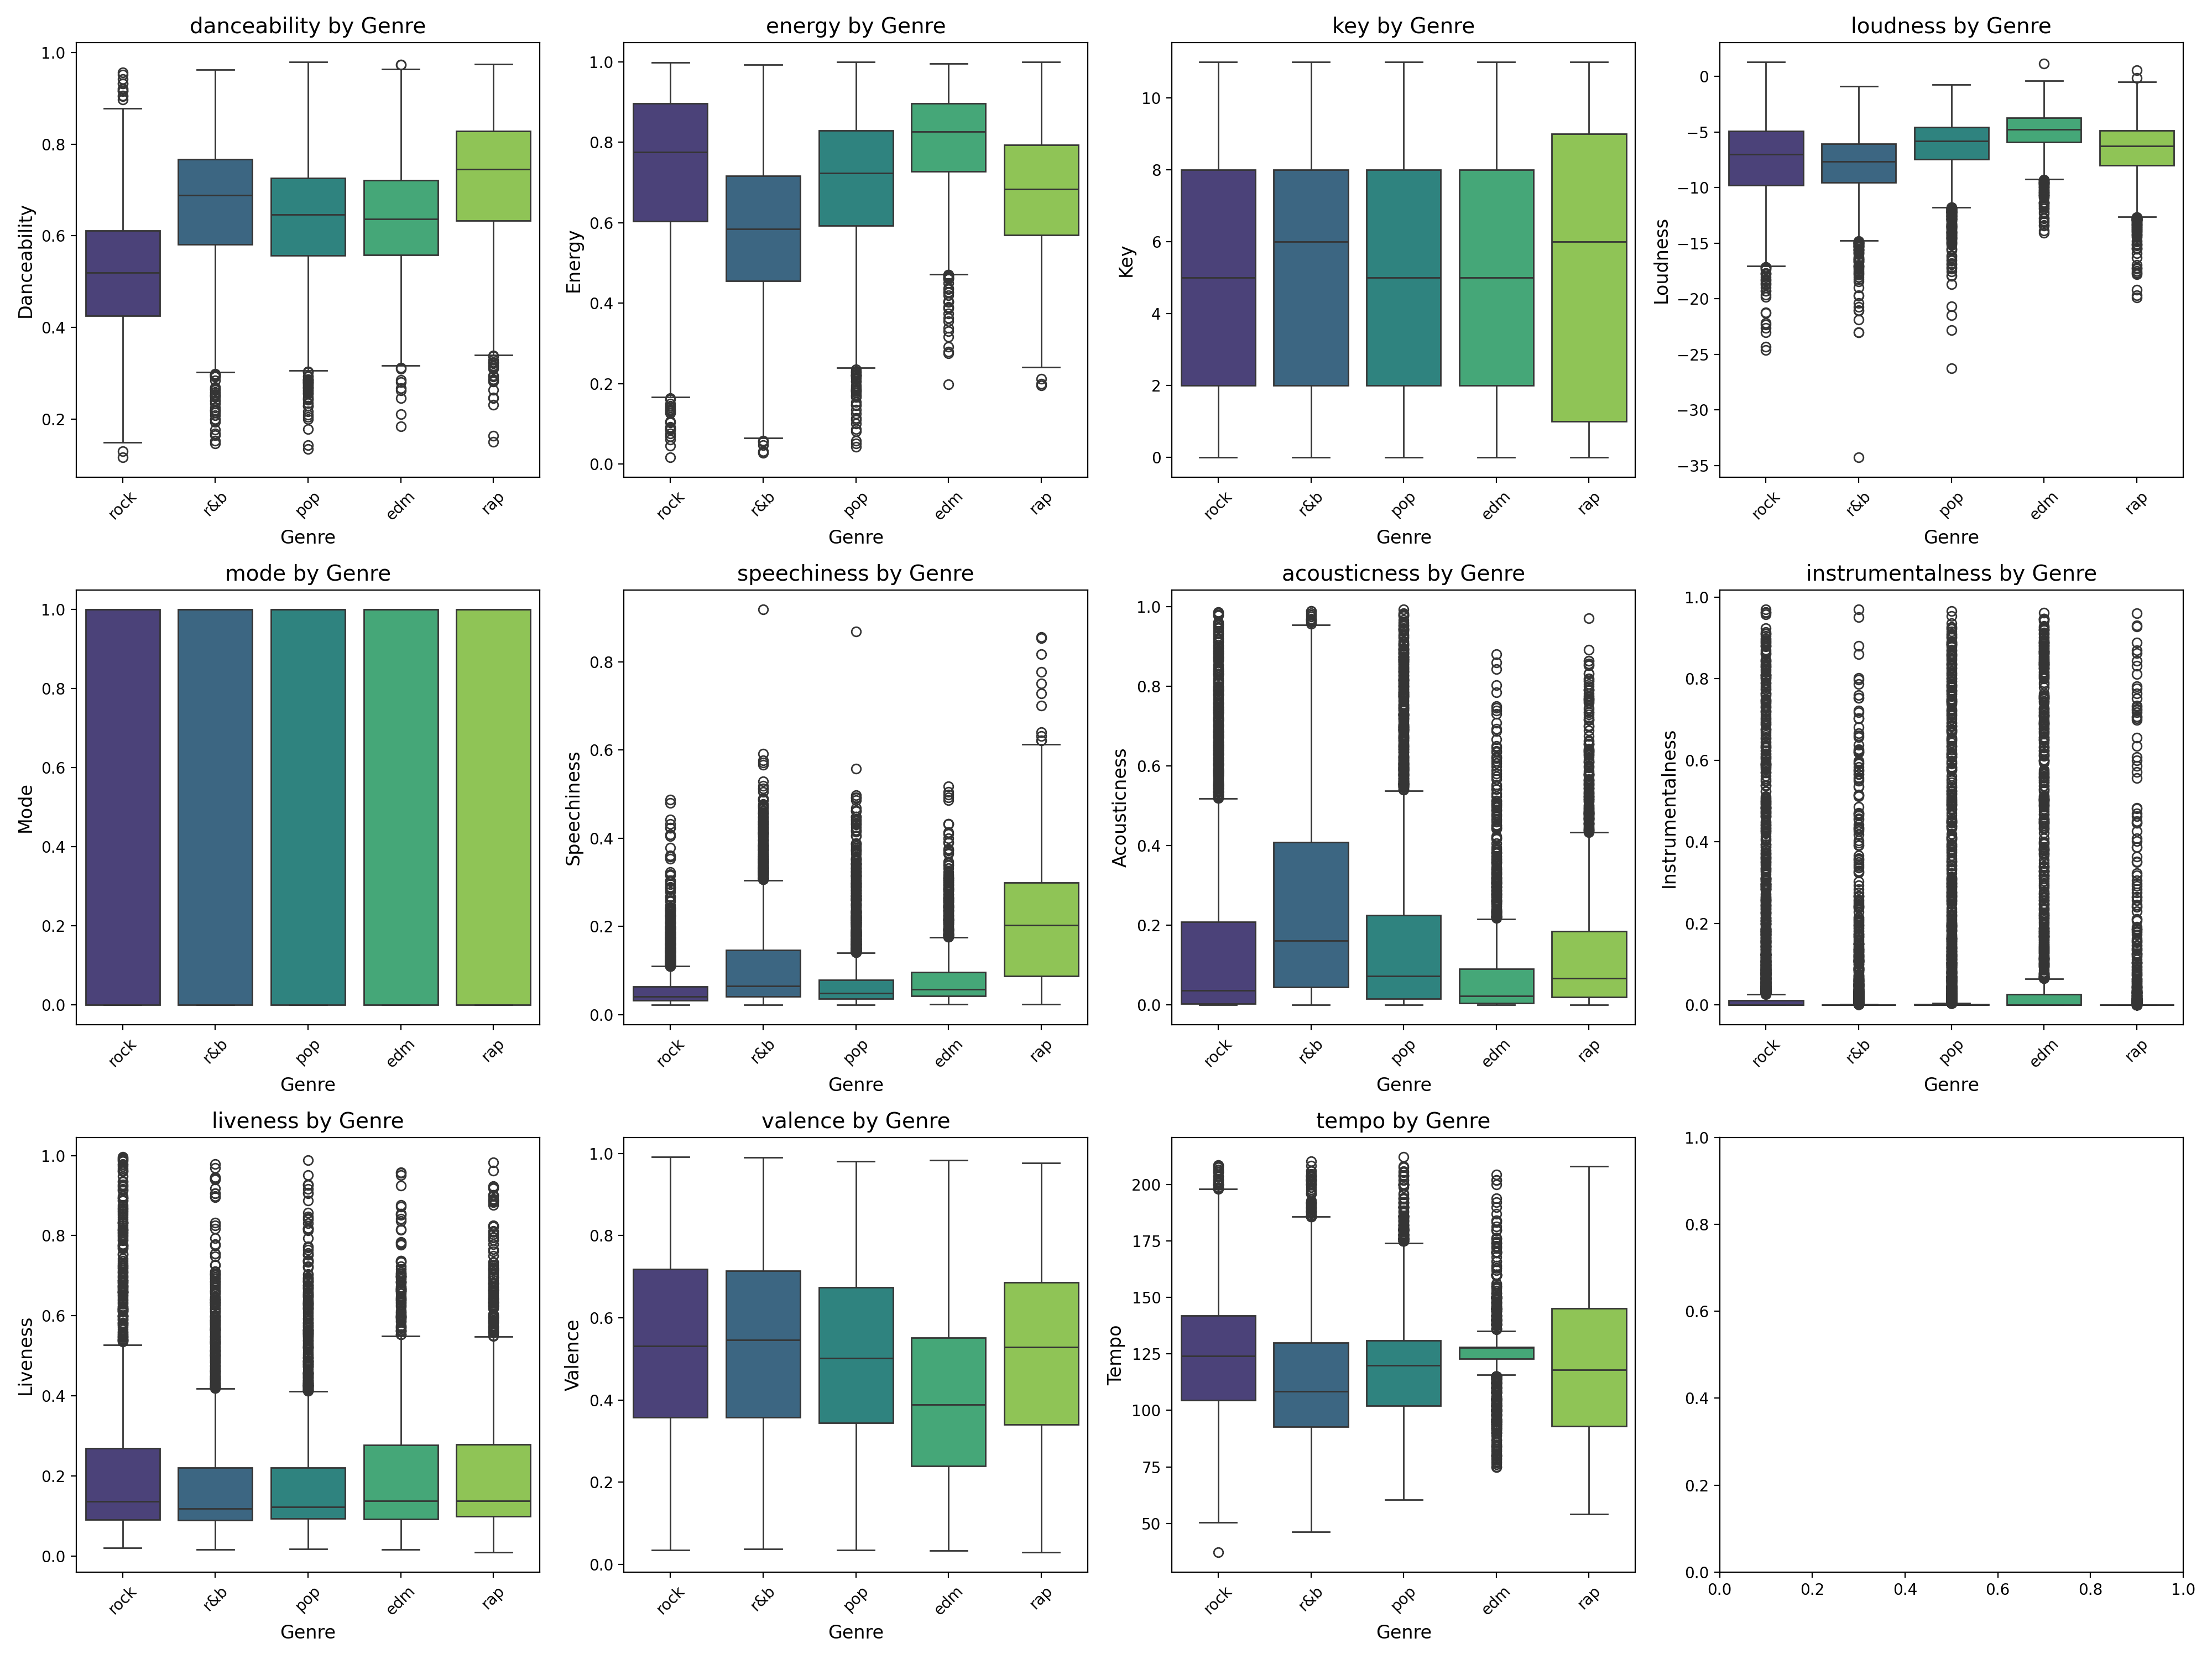 danceability by Genre
1.0
0.8
0.6
0.4
0.2
Danceability
rock
r&b
pop
edm
rap
Genre
energy by Genre
1.0
0.8
0.6
0.4
0.2
0.0
Energy
rock
r&b
pop
edm
rap
Genre
key by Genre
10
8
6
4
2
0
Key
rock
r&b
pop
edm
rap
Genre
loudness by Genre
0
−5
−10
−15
−20
−25
−30
−35
Loudness
rock
r&b
pop
edm
rap
Genre
mode by Genre
1.0
0.8
0.6
0.4
0.2
0.0
Mode
rock
r&b
pop
edm
rap
Genre
speechiness by Genre
0.8
0.6
0.4
0.2
0.0
Speechiness
rock
r&b
pop
edm
rap
Genre
acousticness by Genre
1.0
0.8
0.6
0.4
0.2
0.0
Acousticness
rock
r&b
pop
edm
rap
Genre
instrumentalness by Genre
1.0
0.8
0.6
0.4
0.2
0.0
Instrumentalness
rock
r&b
pop
edm
rap
Genre
liveness by Genre
1.0
0.8
0.6
0.4
0.2
0.0
Liveness
rock
r&b
pop
edm
rap
Genre
valence by Genre
1.0
0.8
0.6
0.4
0.2
0.0
Valence
rock
r&b
pop
edm
rap
Genre
tempo by Genre
200
175
150
125
100
75
50
Tempo
rock
r&b
pop
edm
rap
Genre
1.0
0.8
0.6
0.4
0.2
0.0
0.0 0.2 0.4 0.6 0.8 1.0